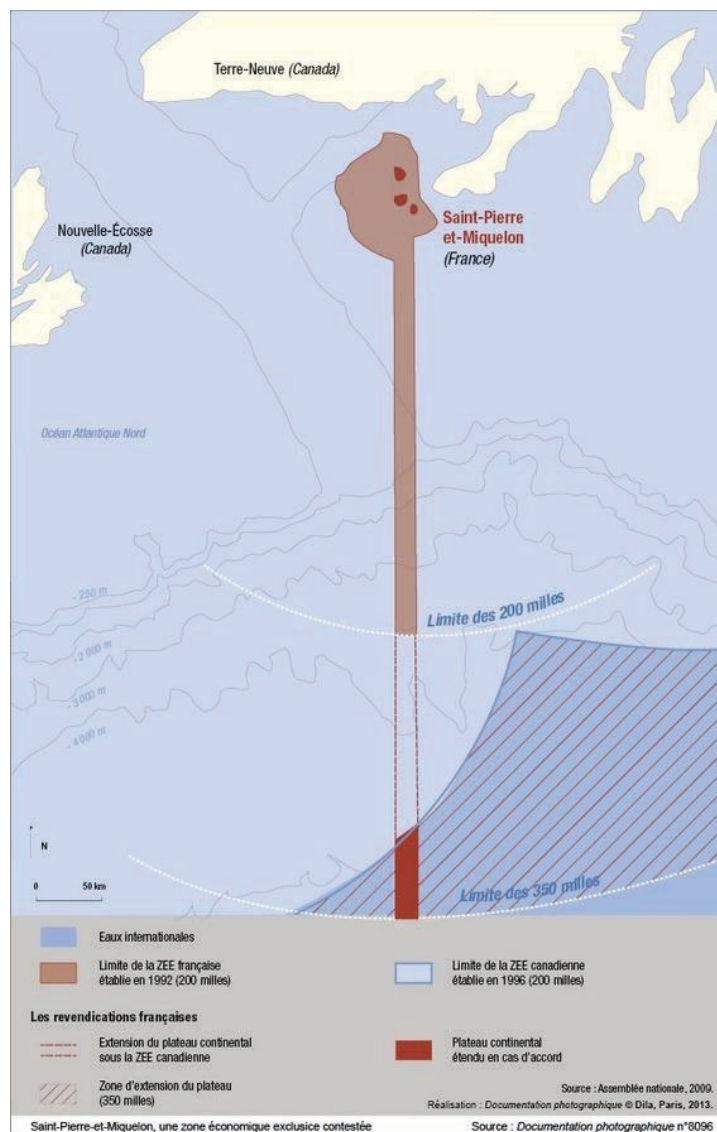 Terre-Neuve (Canada)
Nouvelle-Écosse
(Canada)
Saint-Pierre
et-Miquelon
(France)
Océan Atlantique Nord
- 250 m
- 2 000 m
- 3 000 m
- 4 000 m
Limite des 200 milles
Limite des 350 milles
N
0 50 km
Eaux internationales
Limite de la ZEE française
établie en 1992 (200 milles)
Limite de la ZEE canadienne
établie en 1996 (200 milles)
Les revendications françaises
Extension du plateau continental
sous la ZEE canadienne
Plateau continental
étendu en cas d'accord
Zone d'extension du plateau
(350 milles)
Source : Assemblée nationale, 2009.
Réalisation : Documentation photographique © Dila, Paris, 2013.
Saint-Pierre-et-Miquelon, une zone économique exclusice contestée
Source : Documentation photographique n°8096